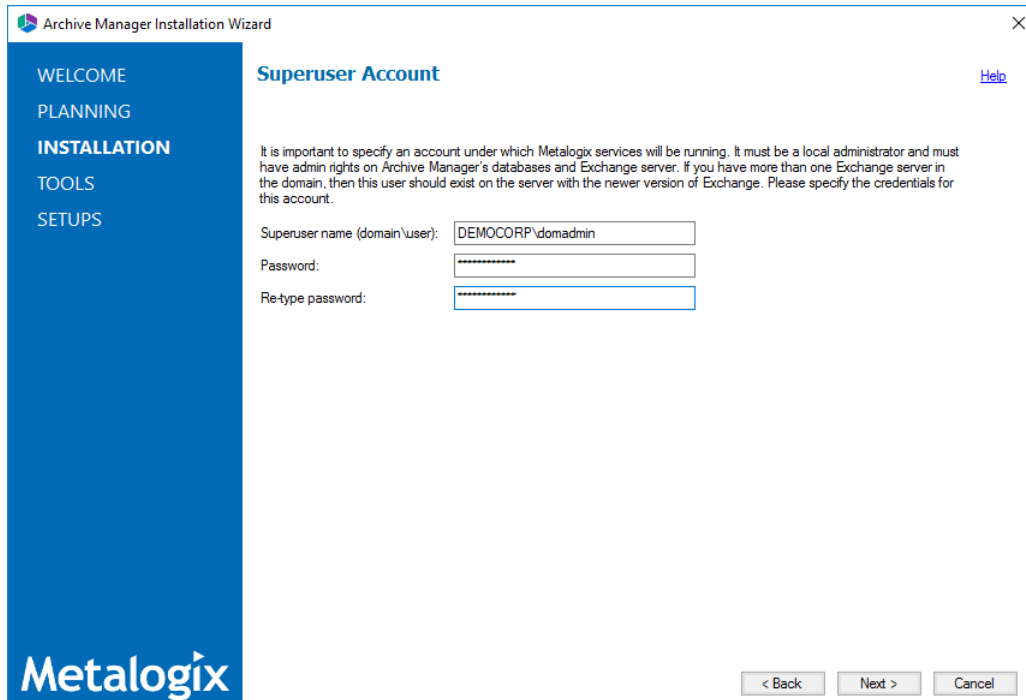 Archive Manager Installation Wizard
WELCOME
PLANNING
INSTALLATION
TOOLS
SETUPS
Superuser Account
Help
It is important to specify an account under which Metalogix services will be running. It must be a local administrator and must
have admin rights on Archive Manager's databases and Exchange server. If you have more than one Exchange server in
the domain, then this user should exist on the server with the newer version of Exchange. Please specify the credentials for
this account.
Superuser name (domain\user): DEMOCORP\domadmin
Password: ************
Re-type password: ************
Metalogix
< Back Next > Cancel